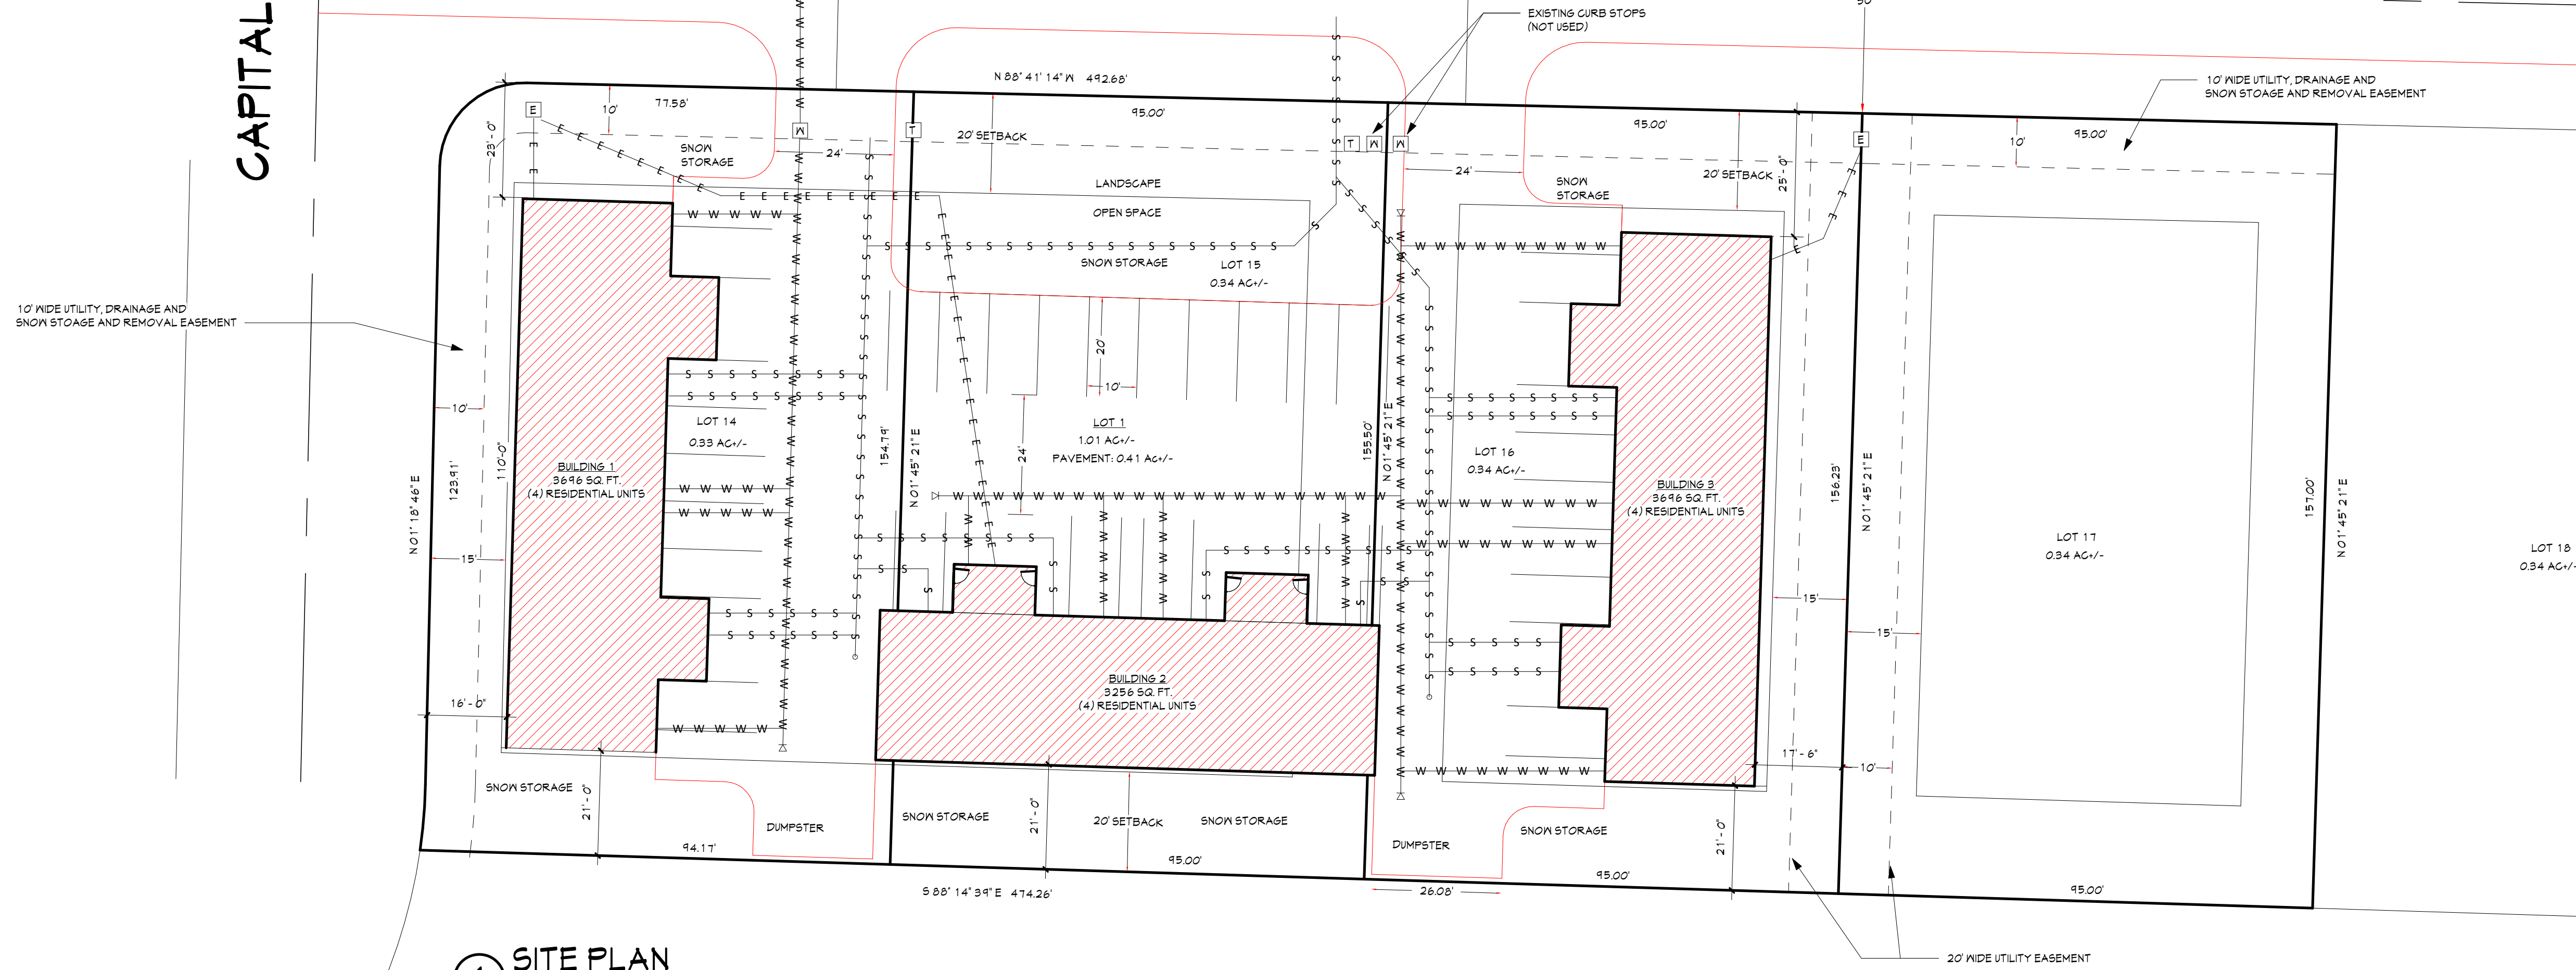 CAPITAL
EXISTING CURB STOPS
(NOT USED)
10' WIDE UTILITY, DRAINAGE AND
SNOW STOAGE AND REMOVAL EASEMENT
N 88° 41' 14" W 492.68'
77.58'
95.00'
95.00'
95.00'
10'
10'
23'-0"
25'-0"
E
W
T
T
W
W
E
SNOW
STORAGE
24'
20' SETBACK
LANDSCAPE
OPEN SPACE
SNOW STORAGE
LOT 15
0.34 AC+/-
24'
SNOW
STORAGE
20' SETBACK
10' WIDE UTILITY, DRAINAGE AND
SNOW STOAGE AND REMOVAL EASEMENT
10'
15'
16'-0"
N 01° 18' 46" E
123.91'
110'-0"
BUILDING 1
3696 SQ. FT.
(4) RESIDENTIAL UNITS
LOT 14
0.33 AC+/-
154.79'
N 01° 45' 21" E
20'
10'
24'
LOT 1
1.01 AC+/-
PAVEMENT: 0.41 AC+/-
155.50'
N 01° 45' 21" E
LOT 16
0.34 AC+/-
BUILDING 3
3696 SQ. FT.
(4) RESIDENTIAL UNITS
156.23'
N 01° 45' 21" E
LOT 17
0.34 AC+/-
157.00'
N 01° 45' 21" E
LOT 18
0.34 AC+/-
15'
15'
BUILDING 2
3256 SQ. FT.
(4) RESIDENTIAL UNITS
17'-6"
10'
SNOW STORAGE
21'-0"
DUMPSTER
SNOW STORAGE
21'-0"
20' SETBACK
SNOW STORAGE
DUMPSTER
SNOW STORAGE
21'-0"
94.17'
95.00'
95.00'
95.00'
26.08'
S 88° 14' 39" E 474.26'
20' WIDE UTILITY EASEMENT
SITE PLAN